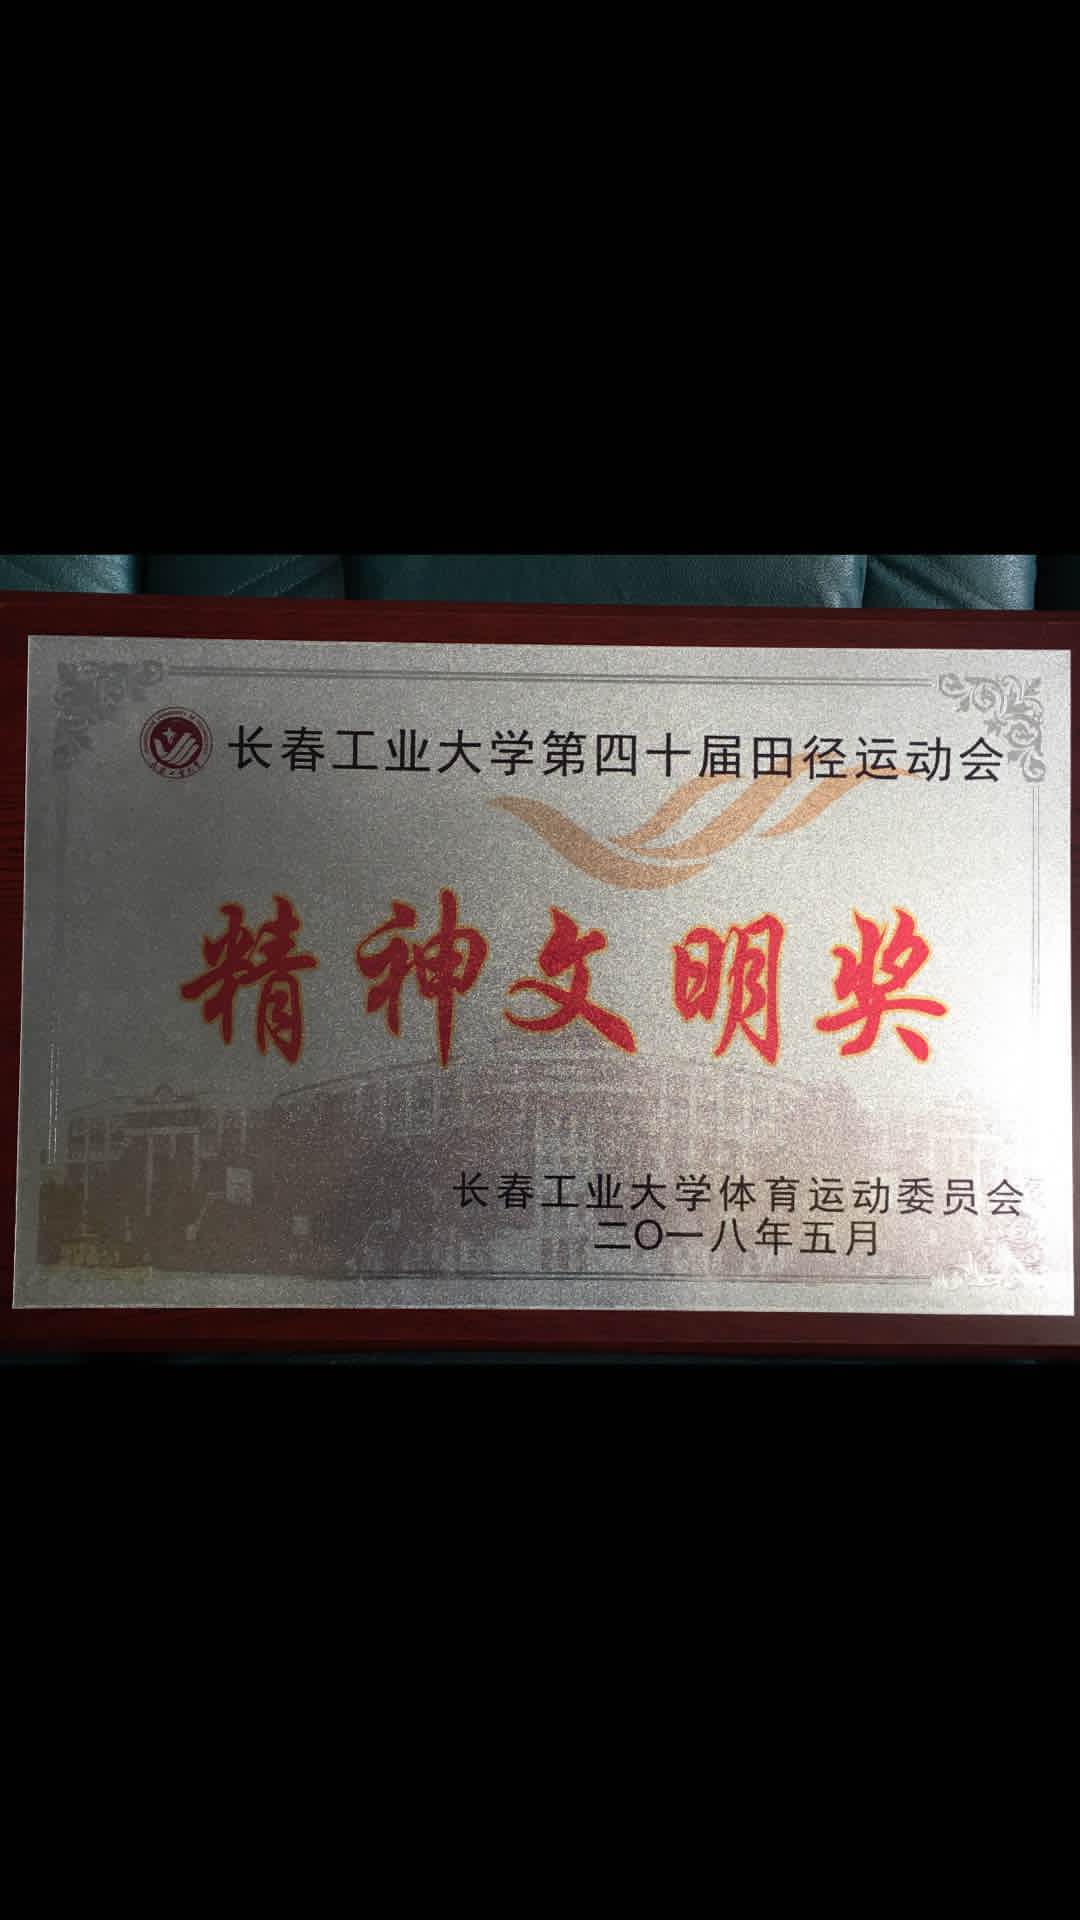 长春工业大学第四十届田径运动会
精神文明奖
长春工业大学体育运动委员会
二〇一八年五月